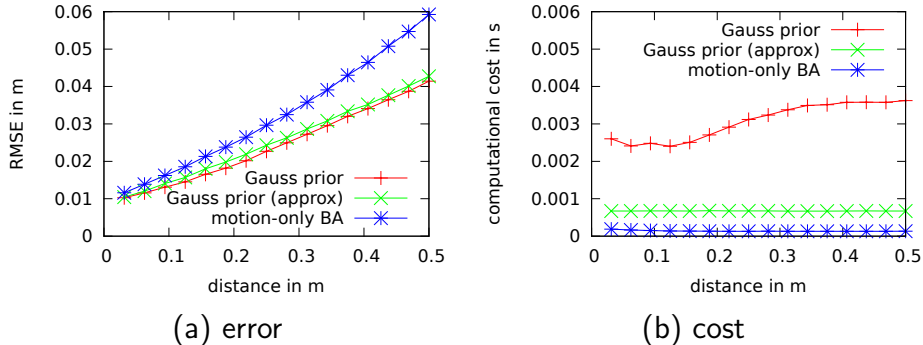 RMSE in m
0.06
0.05
0.04
0.03
0.02
0.01
0
0 0.1 0.2 0.3 0.4 0.5
distance in m
Gauss prior
Gauss prior (approx)
motion-only BA
(a) error
computational cost in s
0.006
0.005
0.004
0.003
0.002
0.001
0
0 0.1 0.2 0.3 0.4 0.5
distance in m
Gauss prior
Gauss prior (approx)
motion-only BA
(b) cost